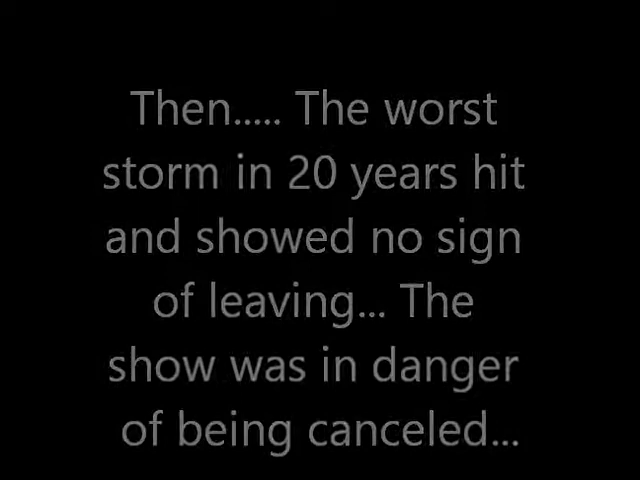 Then..... The worst
storm in 20 years hit
and showed no sign
of leaving... The
show was in danger
of being canceled...